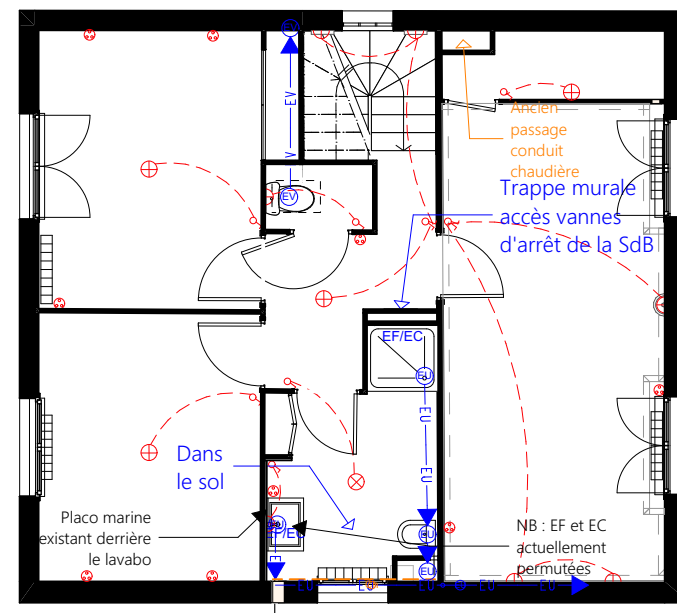 EV
EV
V
EV
Ancien
passage
conduit
chaudière
Trappe murale
accès vannes
d'arrêt de la SdB
EF/EC
EU
EU
EU
Dans
le sol
Placo marine
existant derrière
le lavabo
EF/EC
EU
NB : EF et EC
actuellement
permutées
EU
EU
EU
EU
EU